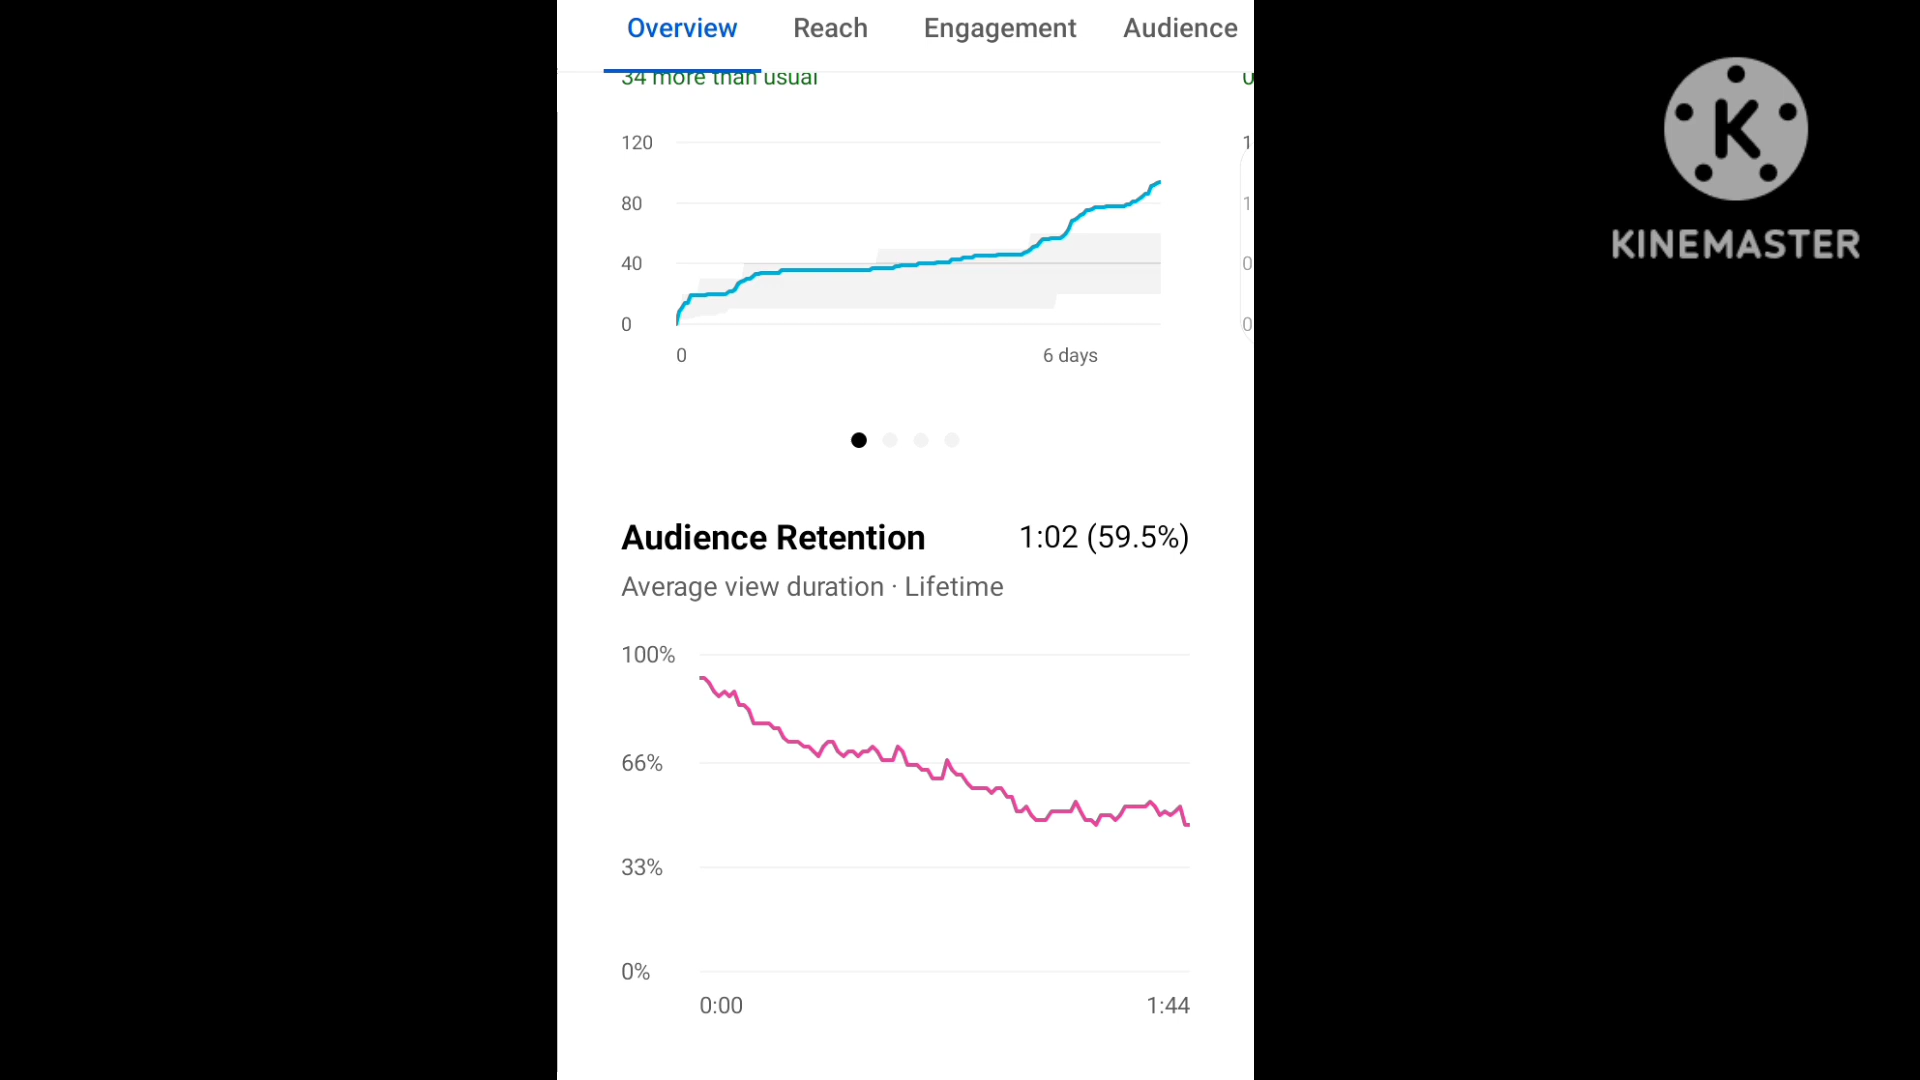 Overview Reach Engagement Audience
34 more than usual
120
80
40
0
0 6 days
Audience Retention 1:02 (59.5%)
Average view duration · Lifetime
100%
66%
33%
0%
0:00 1:44
K
KINEMASTER